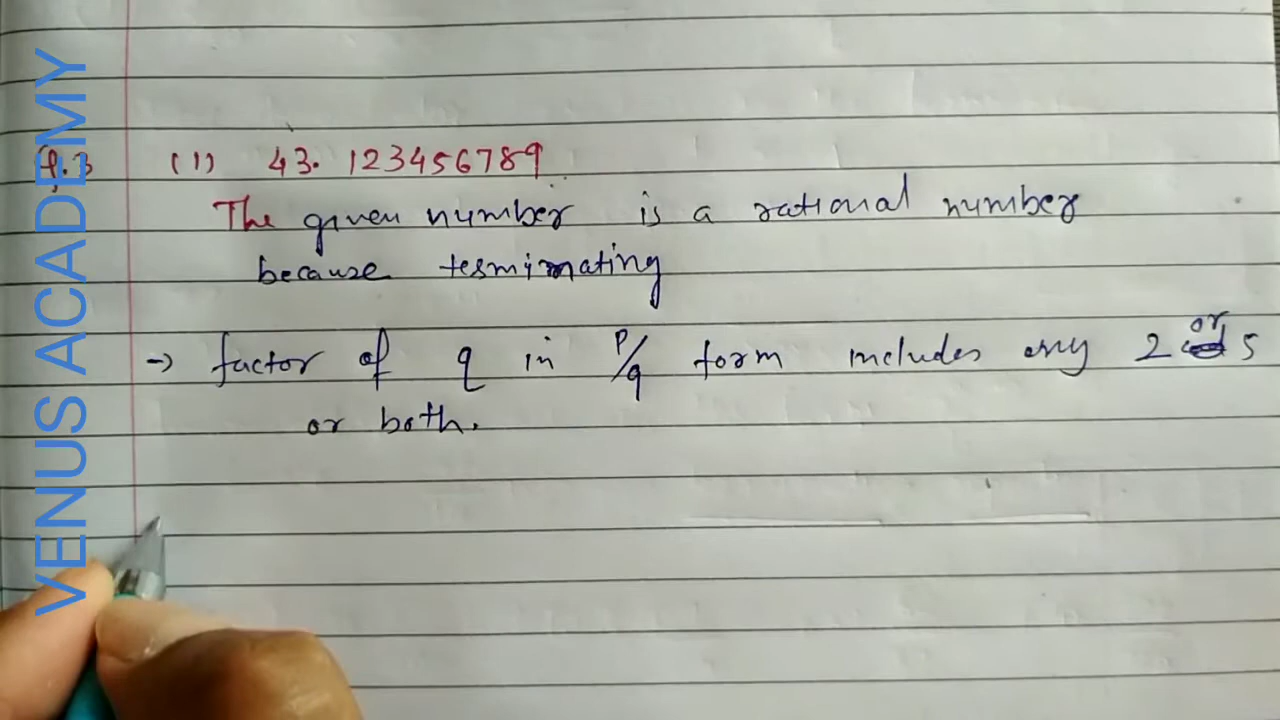 VENUS ACADEMY
Q.3 (1) 43. 123456789
The given number is a rational number
because terminating
→ factor of q in P/q form includes only 2 or 5
or both.